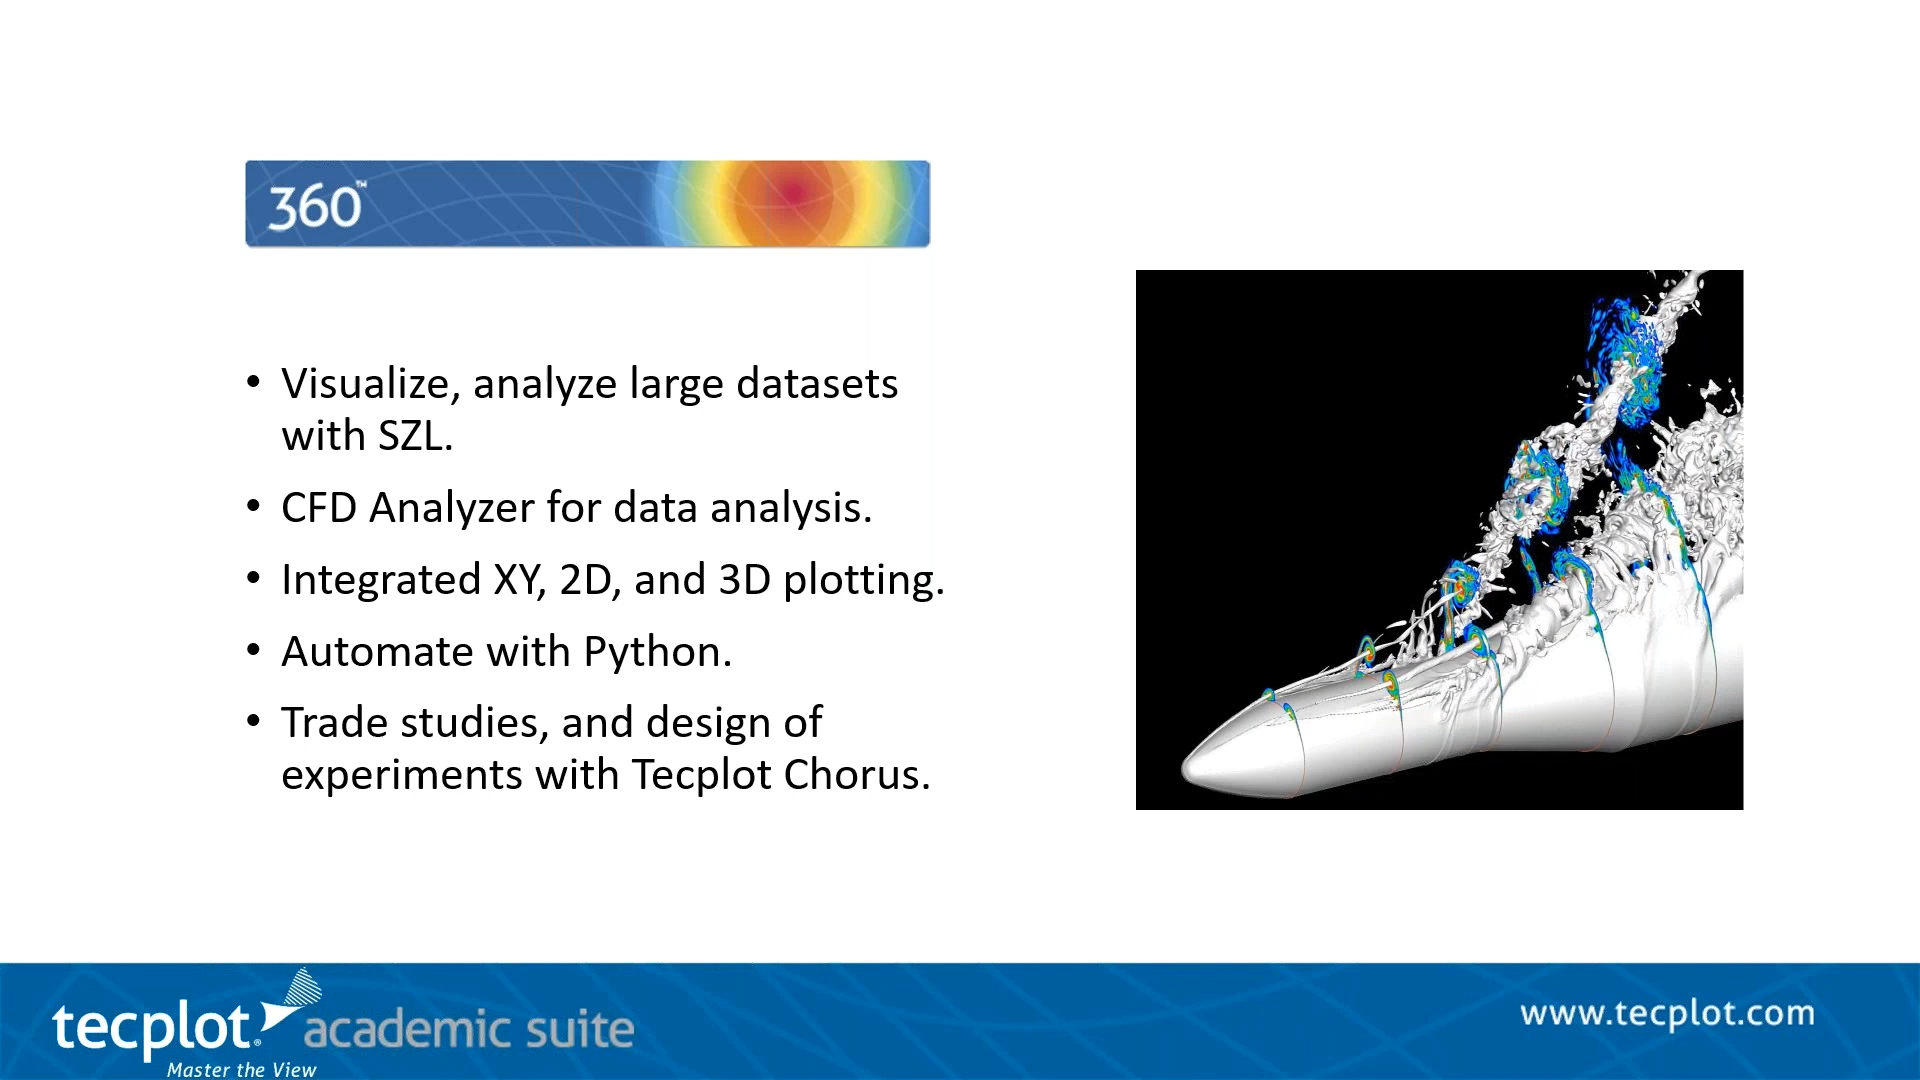 360™
• Visualize, analyze large datasets
with SZL.
• CFD Analyzer for data analysis.
• Integrated XY, 2D, and 3D plotting.
• Automate with Python.
• Trade studies, and design of
experiments with Tecplot Chorus.
tecplot® academic suite
Master the View
www.tecplot.com